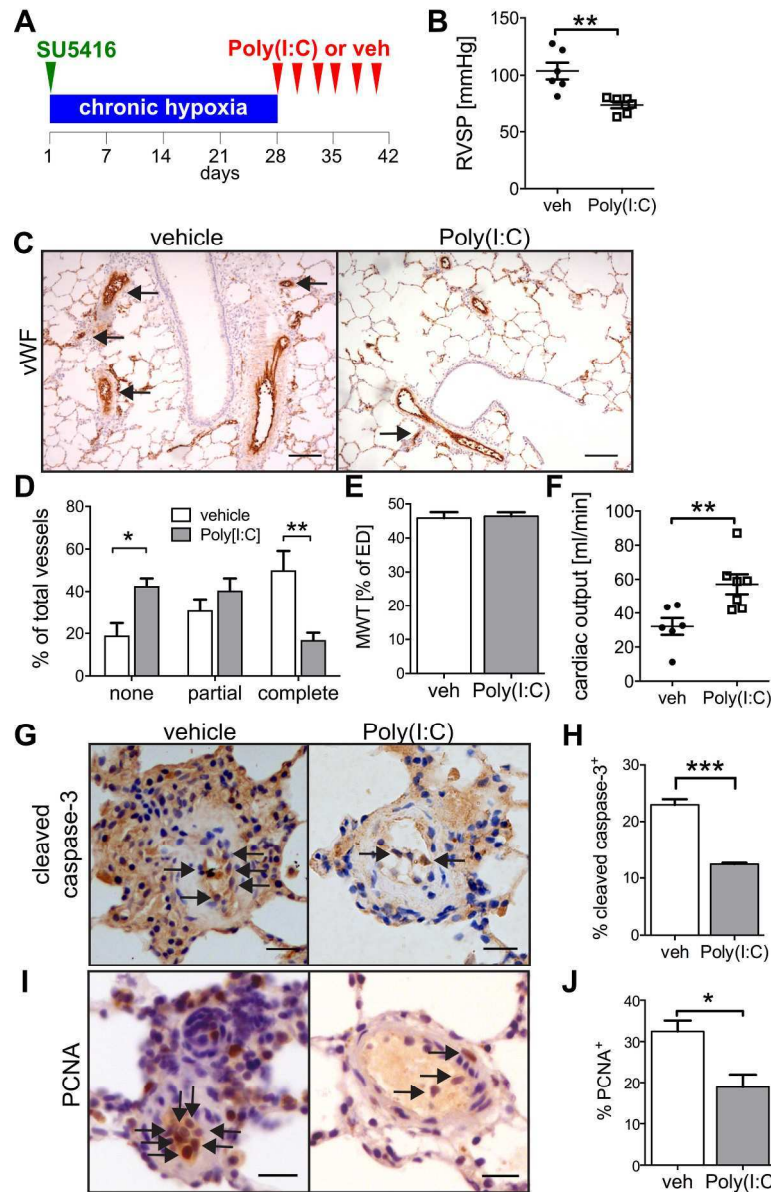 A
SU5416
Poly(I:C) or veh
chronic hypoxia
1 7 14 21 28 35 42
days
B
**
RVSP [mmHg]
150
100
50
0
veh Poly(I:C)
C
vehicle Poly(I:C)
vWF
D
vehicle
Poly[I:C]
* **
% of total vessels
80
60
40
20
0
none partial complete
E
MWT [% of ED]
50
40
30
20
10
0
veh Poly(I:C)
F
**
cardiac output [ml/min]
100
80
60
40
20
0
veh Poly(I:C)
G
vehicle Poly(I:C)
cleaved
caspase-3
H
***
% cleaved caspase-3+
30
20
10
0
veh Poly(I:C)
I
PCNA
J
*
% PCNA+
40
30
20
10
0
veh Poly(I:C)